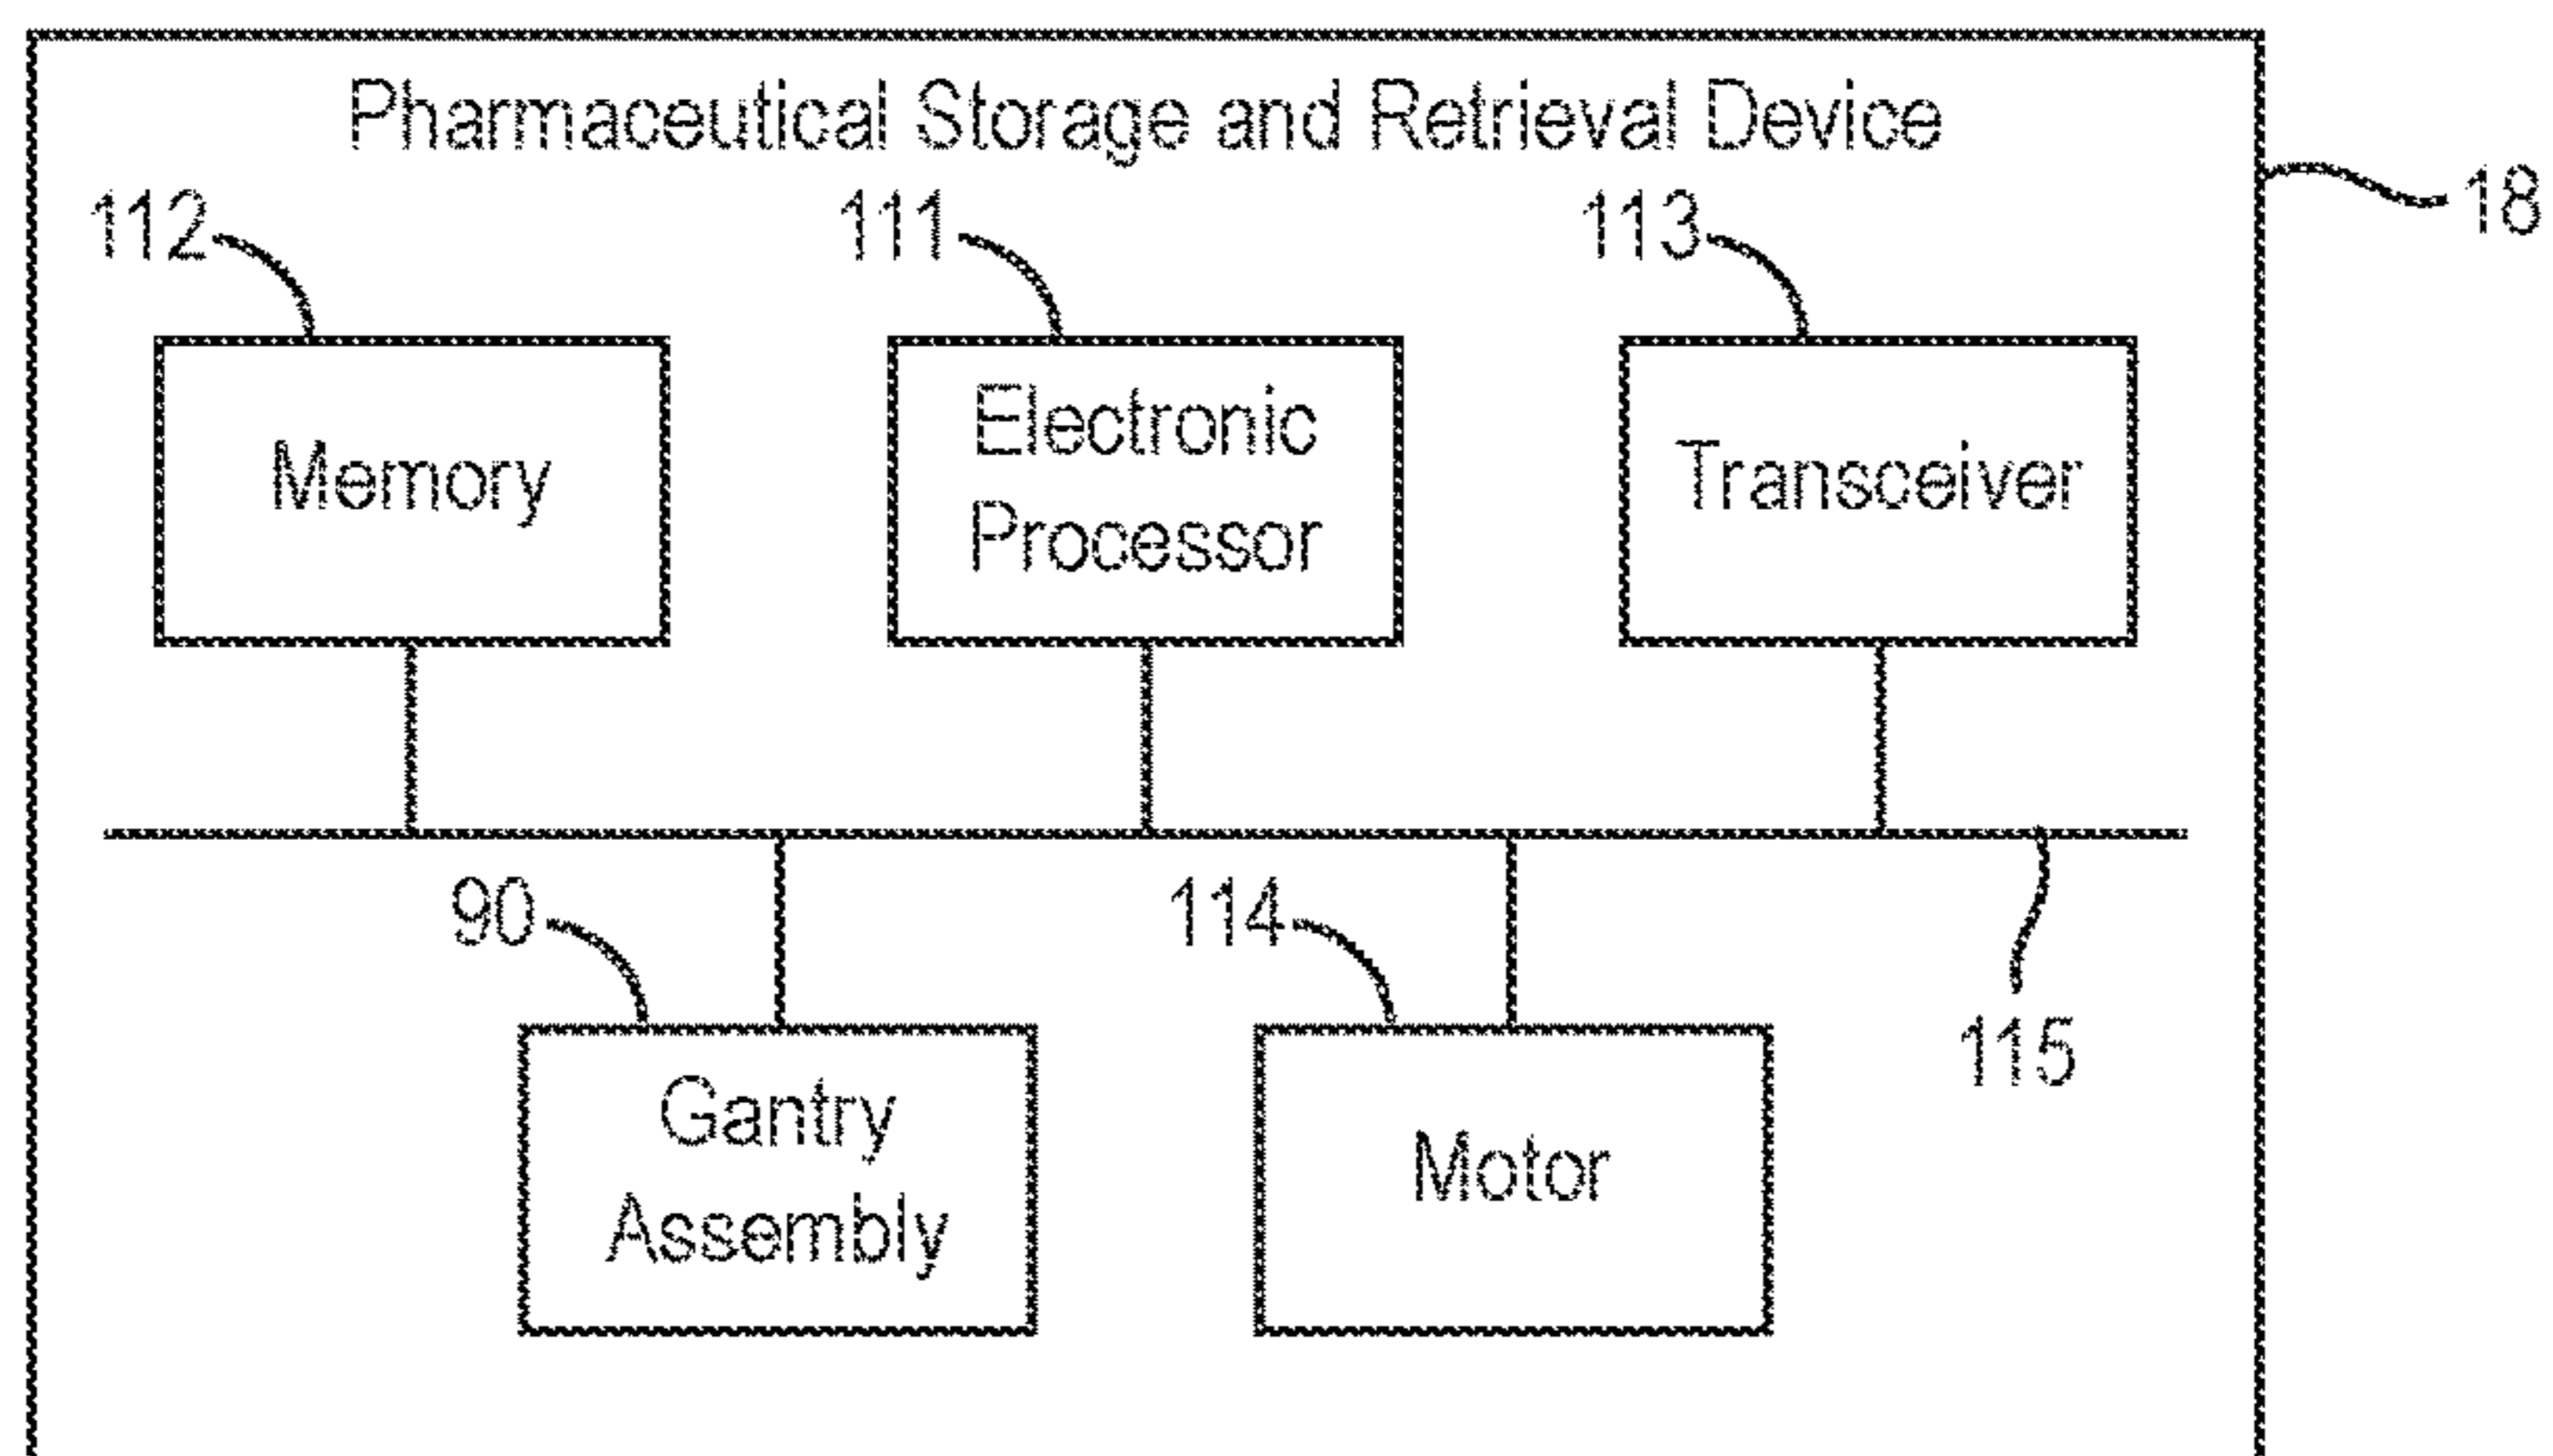 Pharmaceutical Storage and Retrieval Device
18
112
111
113
Memory
Electronic
Processor
Transceiver
90
114
115
Gantry
Assembly
Motor